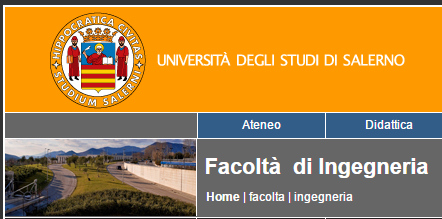 HIPPOCRATICA CIVITAS
STUDIUM SALERNI
UNIVERSITÀ DEGLI STUDI DI SALERNO
Ateneo
Didattica
Facoltà di Ingegneria
Home | facolta | ingegneria